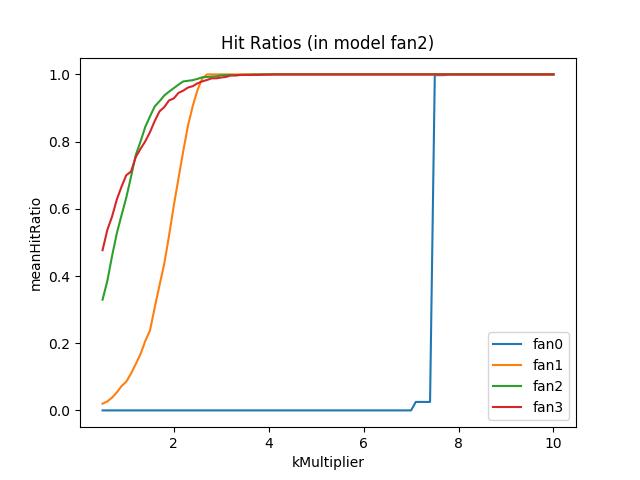 Hit Ratios (in model fan2)
meanHitRatio
1.0
0.8
0.6
0.4
0.2
0.0
2
4
6
8
10
kMultiplier
fan0
fan1
fan2
fan3